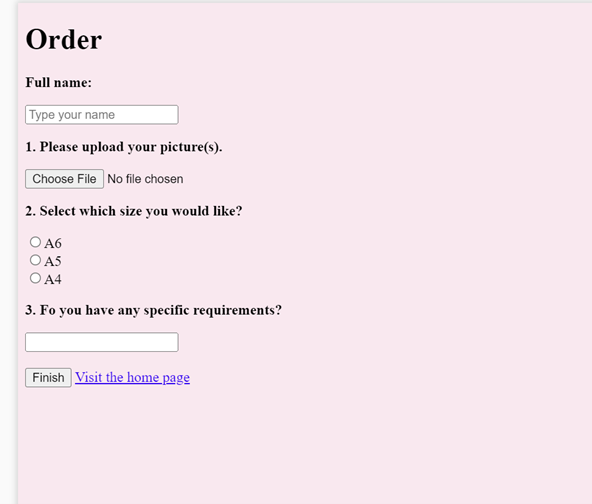 Order
Full name:
Type your name
1. Please upload your picture(s).
Choose File No file chosen
2. Select which size you would like?
A6
A5
A4
3. Fo you have any specific requirements?
Finish Visit the home page